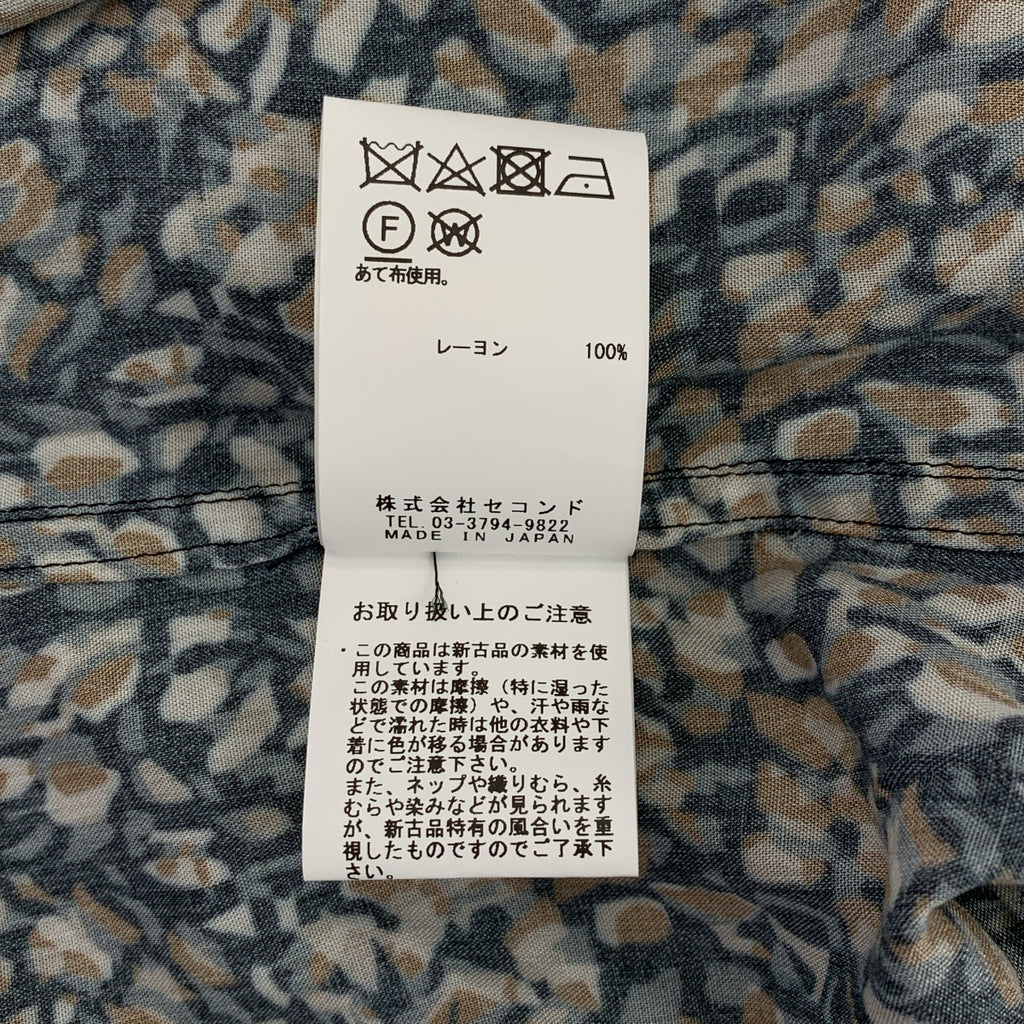 F W
あて布使用。
レーヨン 100%
株式会社セコンド
TEL.03-3794-9822
MADE IN JAPAN
お取り扱い上のご注意
・この商品は新古品の素材を使
用しています。
この素材は摩擦（特に湿った
状態での摩擦）や、汗や雨な
どで濡れた時は他の衣料や下
着に色が移る場合があります
のでご注意下さい。
また、ネップや織りむら、糸
むらや染みなどが見られます
が、新古品特有の風合いを重
視したものですのでご了承下
さい。